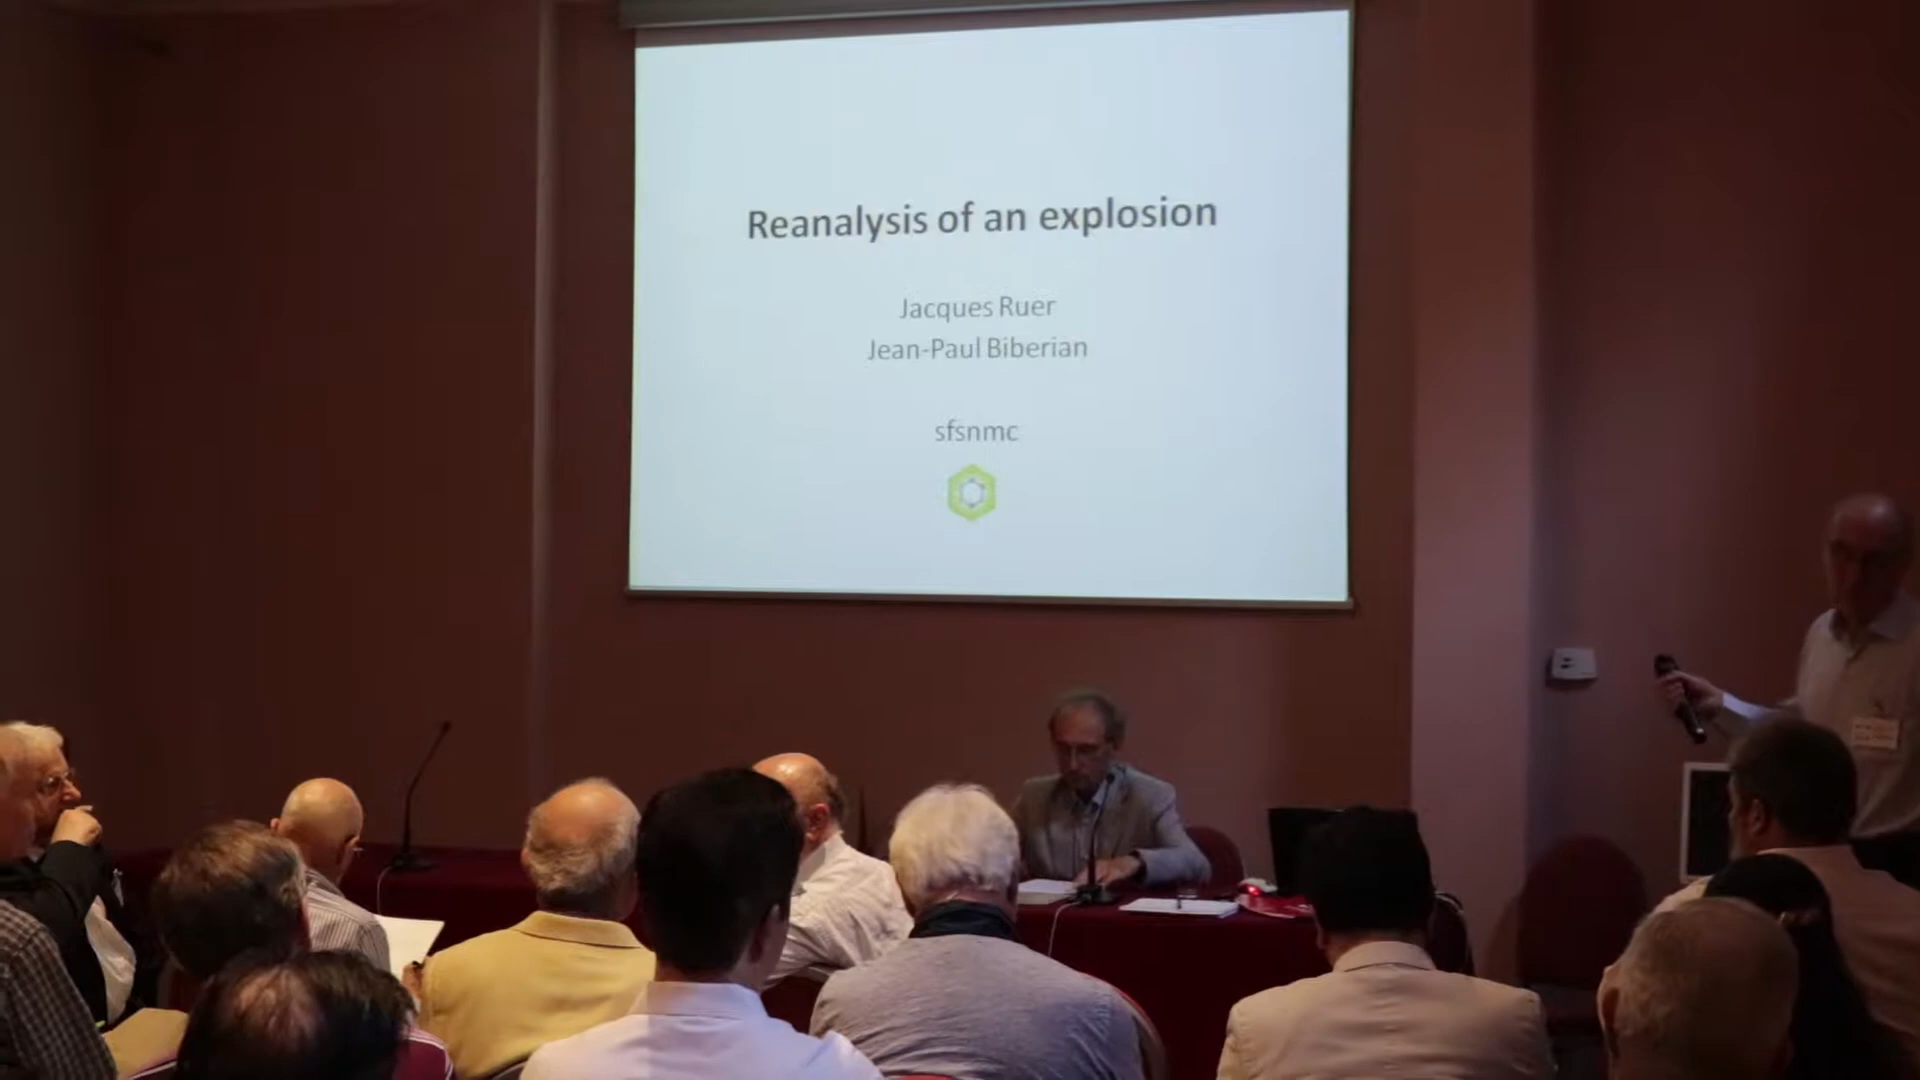 Reanalysis of an explosion
Jacques Ruer
Jean-Paul Biberian
sfsnmc